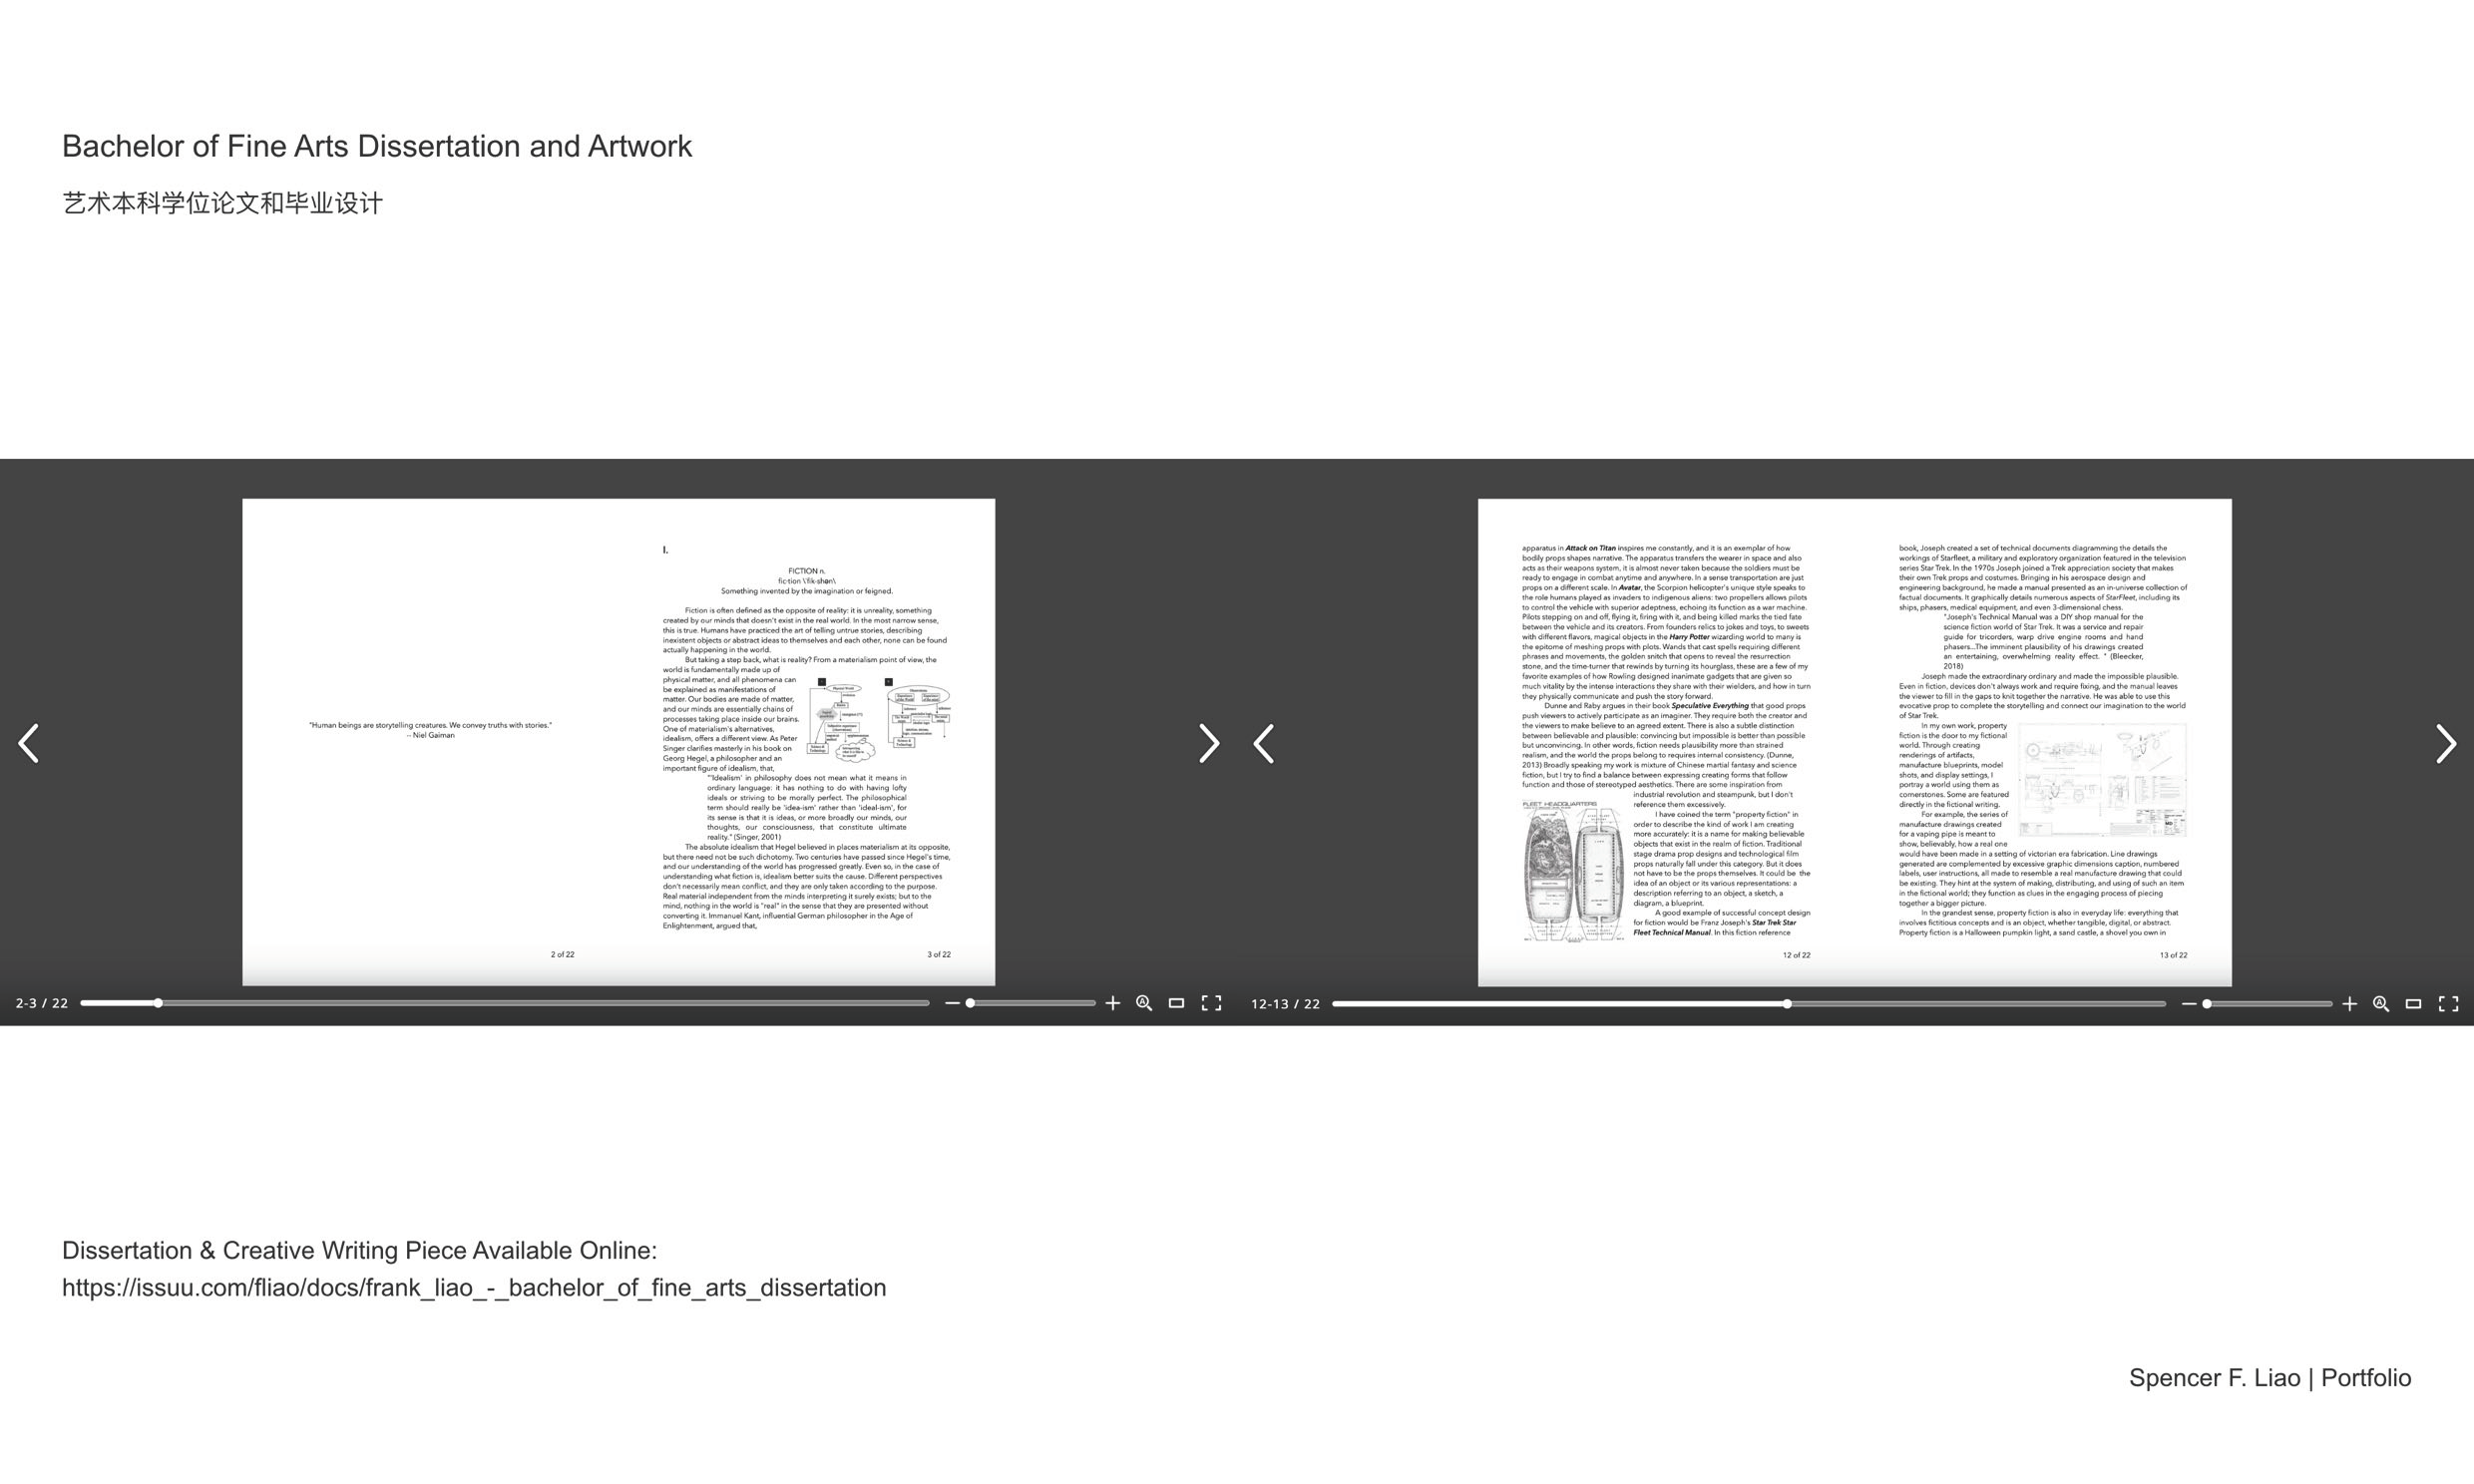 Bachelor of Fine Arts Dissertation and Artwork
艺术本科学位论文和毕业设计
"Human beings are storytelling creatures. We convey truths with stories."
-- Niel Gaiman
2 of 22
I.
FICTION n.
fic·tion \'fik-shən\
Something invented by the imagination or feigned.
Fiction is often defined as the opposite of reality: it is unreality, something
created by our minds that doesn't exist in the real world. In the most narrow sense,
this is true. Humans have practiced the art of telling untrue stories, describing
inexistent objects or abstract ideas to themselves and each other, none can be found
actually happening in the world.
But taking a step back, what is reality? From a materialism point of view, the
world is fundamentally made up of
physical matter, and all phenomena can
be explained as manifestations of
matter. Our bodies are made of matter,
and our minds are essentially chains of
processes taking place inside our brains.
One of materialism's alternatives,
idealism, offers a different view. As Peter
Singer clarifies masterly in his book on
Georg Hegel, a philosopher and an
important figure of idealism, that,
"'Idealism' in philosophy does not mean what it means in
ordinary language: it has nothing to do with having lofty
ideals or striving to be morally perfect. The philosophical
term should really be 'idea-ism' rather than 'ideal-ism', for
its sense is that it is ideas, or more broadly our minds, our
thoughts, our consciousness, that constitute ultimate
reality." (Singer, 2001)
The absolute idealism that Hegel believed in places materialism at its opposite,
but there need not be such dichotomy. Two centuries have passed since Hegel's time,
and our understanding of the world has progressed greatly. Even so, in the case of
understanding what fiction is, idealism better suits the cause. Different perspectives
don't necessarily mean conflict, and they are only taken according to the purpose.
Real material independent from the minds interpreting it surely exists; but to the
mind, nothing in the world is "real" in the sense that they are presented without
converting it. Immanuel Kant, influential German philosopher in the Age of
Enlightenment, argued that,
3 of 22
2-3 / 22
apparatus in Attack on Titan inspires me constantly, and it is an exemplar of how
bodily props shapes narrative. The apparatus transfers the wearer in space and also
acts as their weapons system, it is almost never taken because the soldiers must be
ready to engage in combat anytime and anywhere. In a sense transportation are just
props on a different scale. In Avatar, the Scorpion helicopter's unique style speaks to
the role humans played as invaders to indigenous aliens: two propellers allows pilots
to control the vehicle with superior adeptness, echoing its function as a war machine.
Pilots stepping on and off, flying it, firing with it, and being killed marks the tied fate
between the vehicle and its creators. From founders relics to jokes and toys, to sweets
with different flavors, magical objects in the Harry Potter wizarding world to many is
the epitome of meshing props with plots. Wands that cast spells requiring different
phrases and movements, the golden snitch that opens to reveal the resurrection
stone, and the time-turner that rewinds by turning its hourglass, these are a few of my
favorite examples of how Rowling designed inanimate gadgets that are given so
much vitality by the intense interactions they share with their wielders, and how in turn
they physically communicate and push the story forward.
Dunne and Raby argues in their book Speculative Everything that good props
push viewers to actively participate as an imaginer. They require both the creator and
the viewers to make believe to an agreed extent. There is also a subtle distinction
between believable and plausible: convincing but impossible is better than possible
but unconvincing. In other words, fiction needs plausibility more than strained
realism, and the world the props belong to requires internal consistency. (Dunne,
2013) Broadly speaking my work is mixture of Chinese martial fantasy and science
fiction, but I try to find a balance between expressing creating forms that follow
function and those of stereotyped aesthetics. There are some inspiration from
industrial revolution and steampunk, but I don't
reference them excessively.
FLEET HEADQUARTERS
I have coined the term "property fiction" in
order to describe the kind of work I am creating
more accurately: it is a name for making believable
objects that exist in the realm of fiction. Traditional
stage drama prop designs and technological film
props naturally fall under this category. But it does
not have to be the props themselves. It could be the
idea of an object or its various representations: a
description referring to an object, a sketch, a
diagram, a blueprint.
A good example of successful concept design
for fiction would be Franz Joseph's Star Trek Star
Fleet Technical Manual. In this fiction reference
12 of 22
book, Joseph created a set of technical documents diagramming the details the
workings of Starfleet, a military and exploratory organization featured in the television
series Star Trek. In the 1970s Joseph joined a Trek appreciation society that makes
their own Trek props and costumes. Bringing in his aerospace design and
engineering background, he made a manual presented as an in-universe collection of
factual documents. It graphically details numerous aspects of StarFleet, including its
ships, phasers, medical equipment, and even 3-dimensional chess.
"Joseph's Technical Manual was a DIY shop manual for the
science fiction world of Star Trek. It was a service and repair
guide for tricorders, warp drive engine rooms and hand
phasers...The imminent plausibility of his drawings created
an entertaining, overwhelming reality effect. " (Bleecker,
2018)
Joseph made the extraordinary ordinary and made the impossible plausible.
Even in fiction, devices don't always work and require fixing, and the manual leaves
the viewer to fill in the gaps to knit together the narrative. He was able to use this
evocative prop to complete the storytelling and connect our imagination to the world
of Star Trek.
In my own work, property
fiction is the door to my fictional
world. Through creating
renderings of artifacts,
manufacture blueprints, model
shots, and display settings, I
portray a world using them as
cornerstones. Some are featured
directly in the fictional writing.
For example, the series of
manufacture drawings created
for a vaping pipe is meant to
show, believably, how a real one
would have been made in a setting of victorian era fabrication. Line drawings
generated are complemented by excessive graphic dimensions caption, numbered
labels, user instructions, all made to resemble a real manufacture drawing that could
be existing. They hint at the system of making, distributing, and using of such an item
in the fictional world; they function as clues in the engaging process of piecing
together a bigger picture.
In the grandest sense, property fiction is also in everyday life: everything that
involves fictitious concepts and is an object, whether tangible, digital, or abstract.
Property fiction is a Halloween pumpkin light, a sand castle, a shovel you own in
13 of 22
12-13 / 22
Dissertation & Creative Writing Piece Available Online:
https://issuu.com/fliao/docs/frank_liao_-_bachelor_of_fine_arts_dissertation
Spencer F. Liao | Portfolio